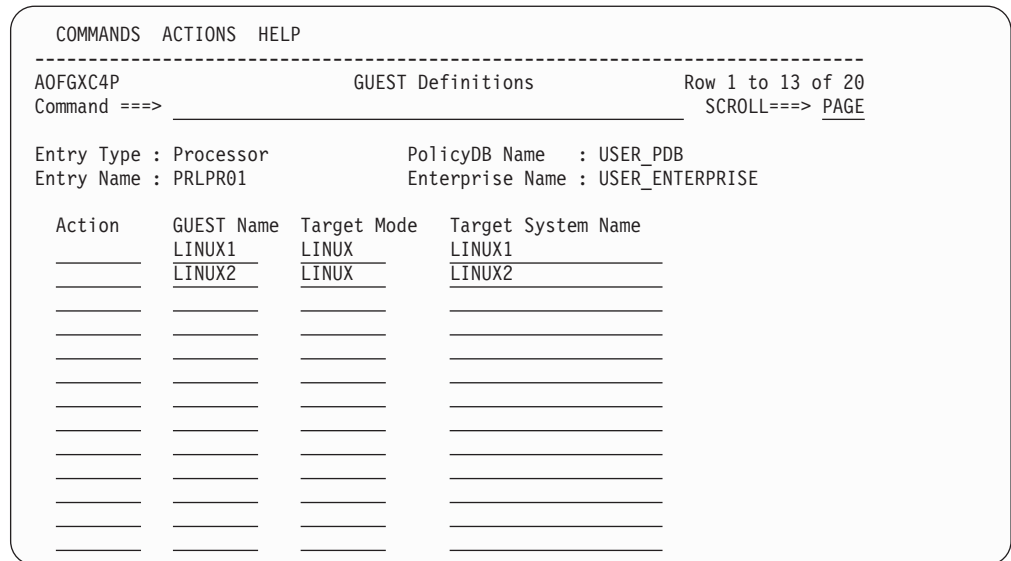 COMMANDS ACTIONS HELP
-------------------------------------------------------------------------------
AOFGXC4P GUEST Definitions Row 1 to 13 of 20
Command ===> SCROLL===> PAGE
Entry Type : Processor PolicyDB Name : USER_PDB
Entry Name : PRLPR01 Enterprise Name : USER_ENTERPRISE
Action GUEST Name Target Mode Target System Name
LINUX1 LINUX LINUX1
LINUX2 LINUX LINUX2